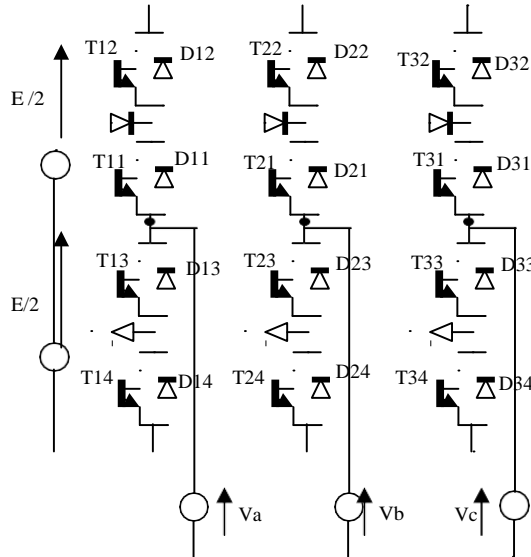 T12 D12 T22 D22 T32 D32
E/2
T11 D11 T21 D21 T31 D31
T13 D13 T23 D23 T33 D33
E/2
T14 D14 T24 D24 T34 D34
Va Vb Vc